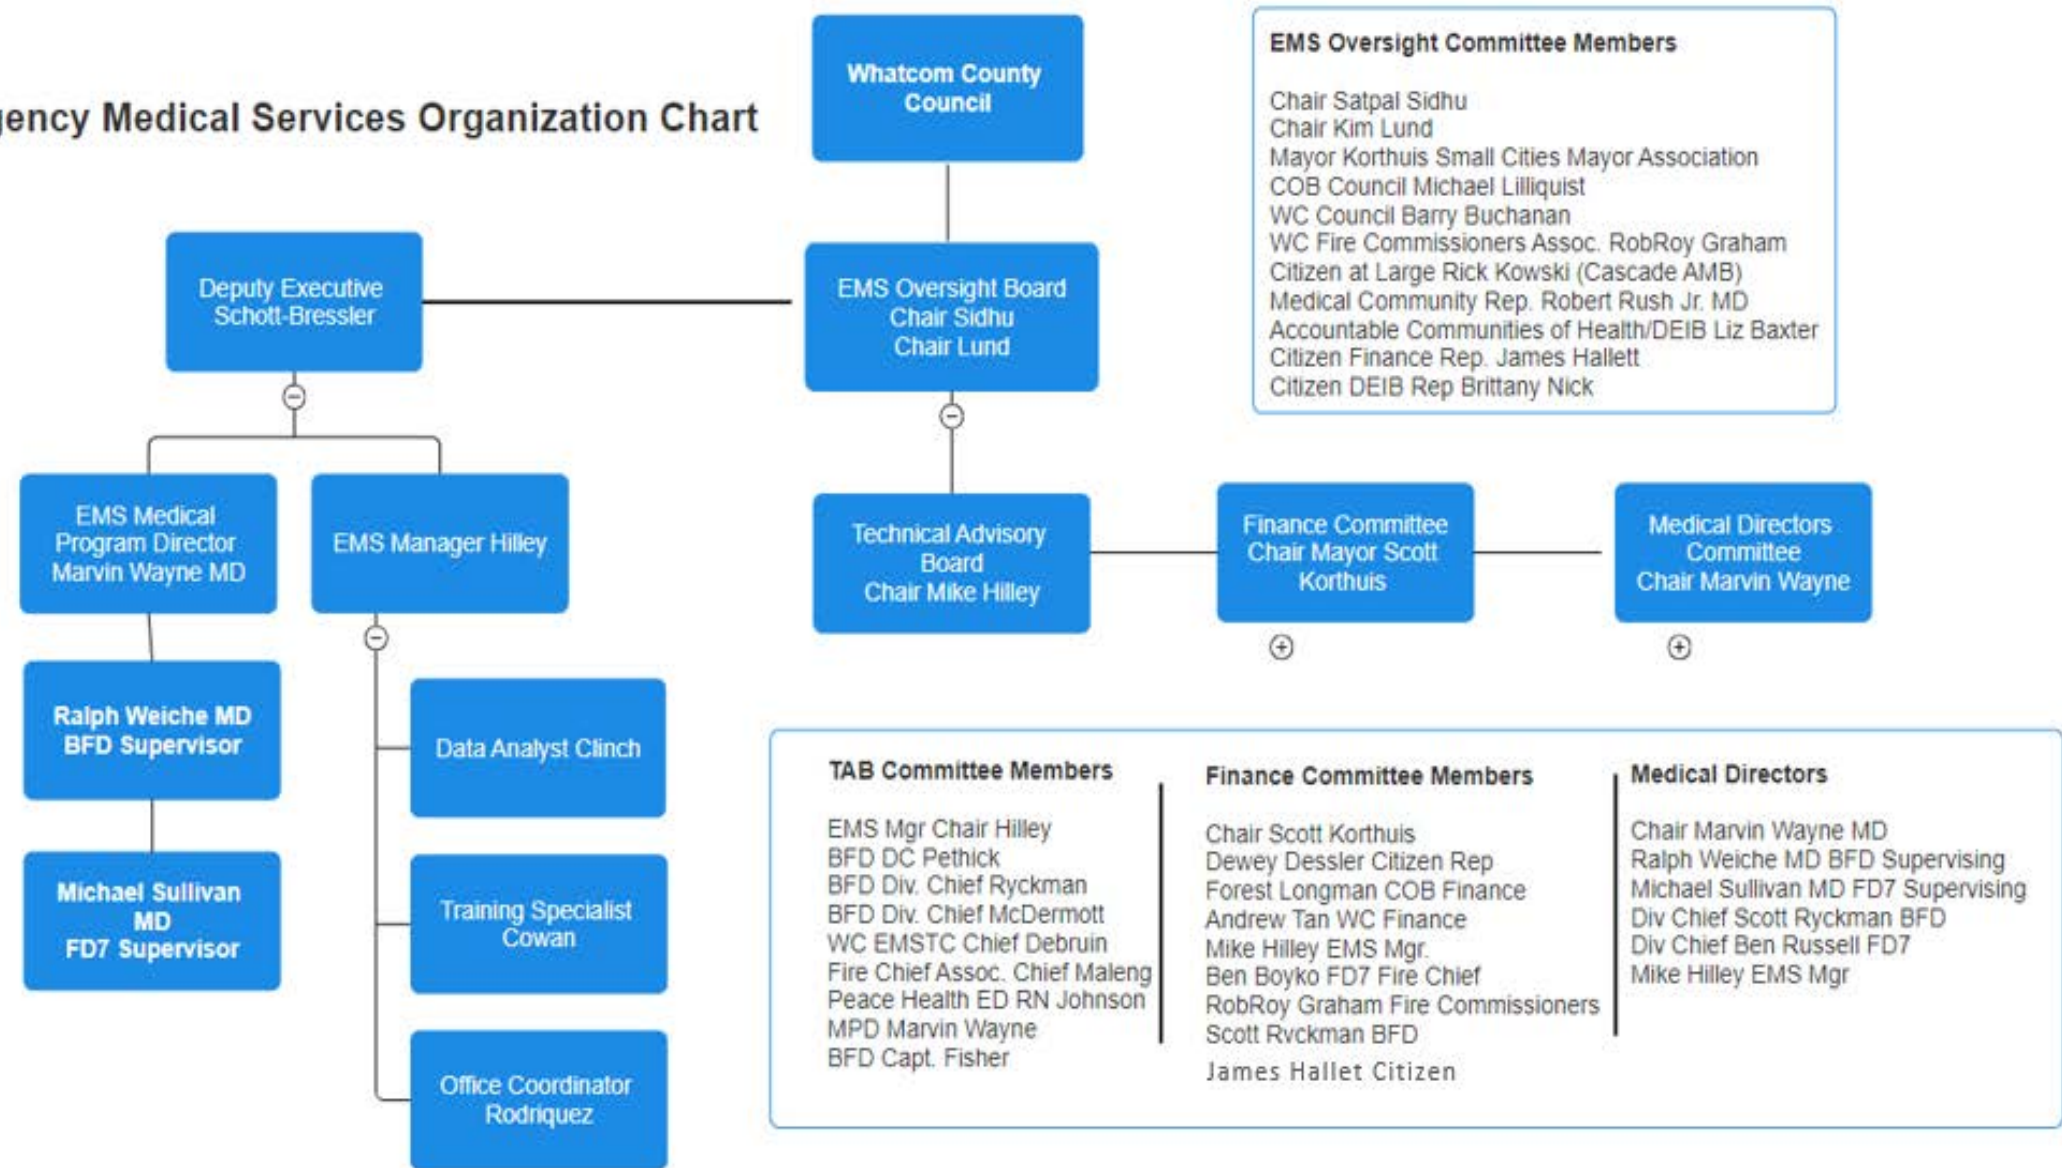 gency Medical Services Organization Chart
Whatcom County
Council
EMS Oversight Committee Members
Chair Satpal Sidhu
Chair Kim Lund
Mayor Korthuis Small Cities Mayor Association
COB Council Michael Lilliquist
WC Council Barry Buchanan
WC Fire Commissioners Assoc. RobRoy Graham
Citizen at Large Rick Kowski (Cascade AMB)
Medical Community Rep. Robert Rush Jr. MD
Accountable Communities of Health/DEIB Liz Baxter
Citizen Finance Rep. James Hallett
Citizen DEIB Rep Brittany Nick
Deputy Executive
Schott-Bressler
EMS Oversight Board
Chair Sidhu
Chair Lund
EMS Medical
Program Director
Marvin Wayne MD
EMS Manager Hilley
Technical Advisory
Board
Chair Mike Hilley
Finance Committee
Chair Mayor Scott
Korthuis
Medical Directors
Committee
Chair Marvin Wayne
Ralph Weiche MD
BFD Supervisor
Michael Sullivan
MD
FD7 Supervisor
Data Analyst Clinch
Training Specialist
Cowan
Office Coordinator
Rodriquez
TAB Committee Members
EMS Mgr Chair Hilley
BFD DC Pethick
BFD Div. Chief Ryckman
BFD Div. Chief McDermott
WC EMSTC Chief Debruin
Fire Chief Assoc. Chief Maleng
Peace Health ED RN Johnson
MPD Marvin Wayne
BFD Capt. Fisher
Finance Committee Members
Chair Scott Korthuis
Dewey Dessler Citizen Rep
Forest Longman COB Finance
Andrew Tan WC Finance
Mike Hilley EMS Mgr.
Ben Boyko FD7 Fire Chief
RobRoy Graham Fire Commissioners
Scott Ryckman BFD
James Hallet Citizen
Medical Directors
Chair Marvin Wayne MD
Ralph Weiche MD BFD Supervising
Michael Sullivan MD FD7 Supervising
Div Chief Scott Ryckman BFD
Div Chief Ben Russell FD7
Mike Hilley EMS Mgr